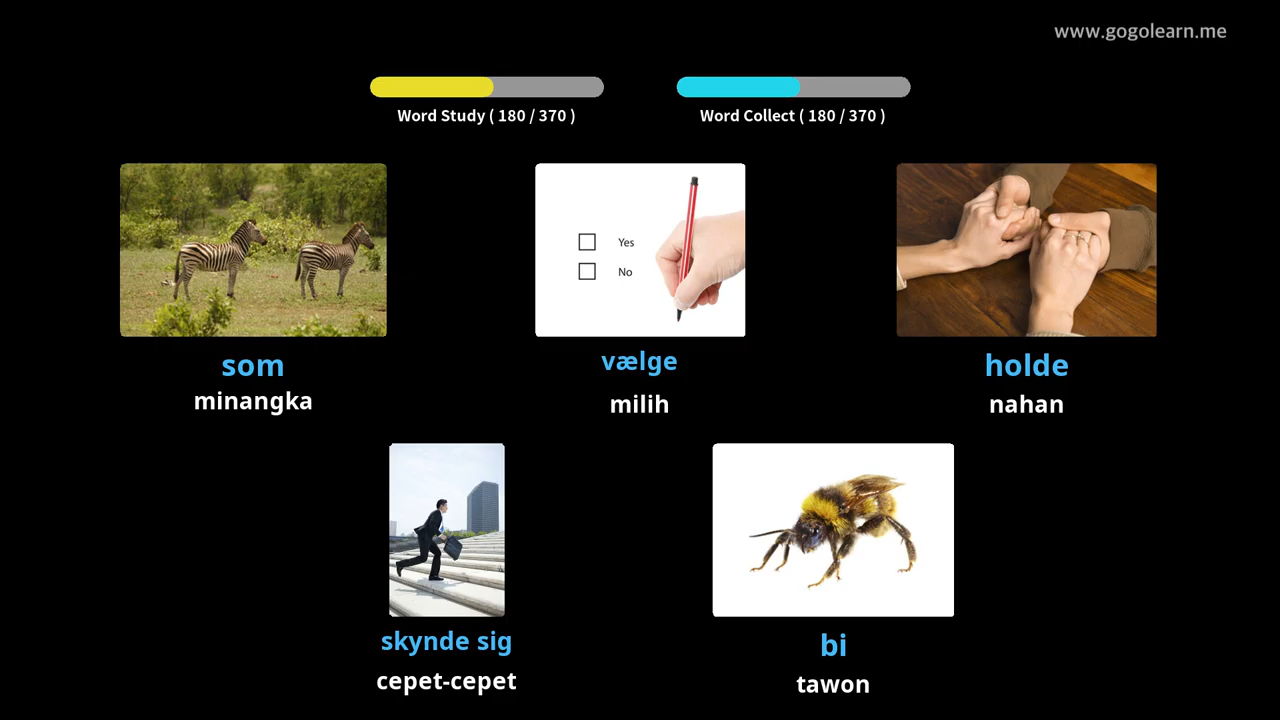 www.gogolearn.me
Word Study ( 180 / 370 )
Word Collect ( 180 / 370 )
Yes
No
som
minangka
vælge
milih
holde
nahan
skynde sig
cepet-cepet
bi
tawon